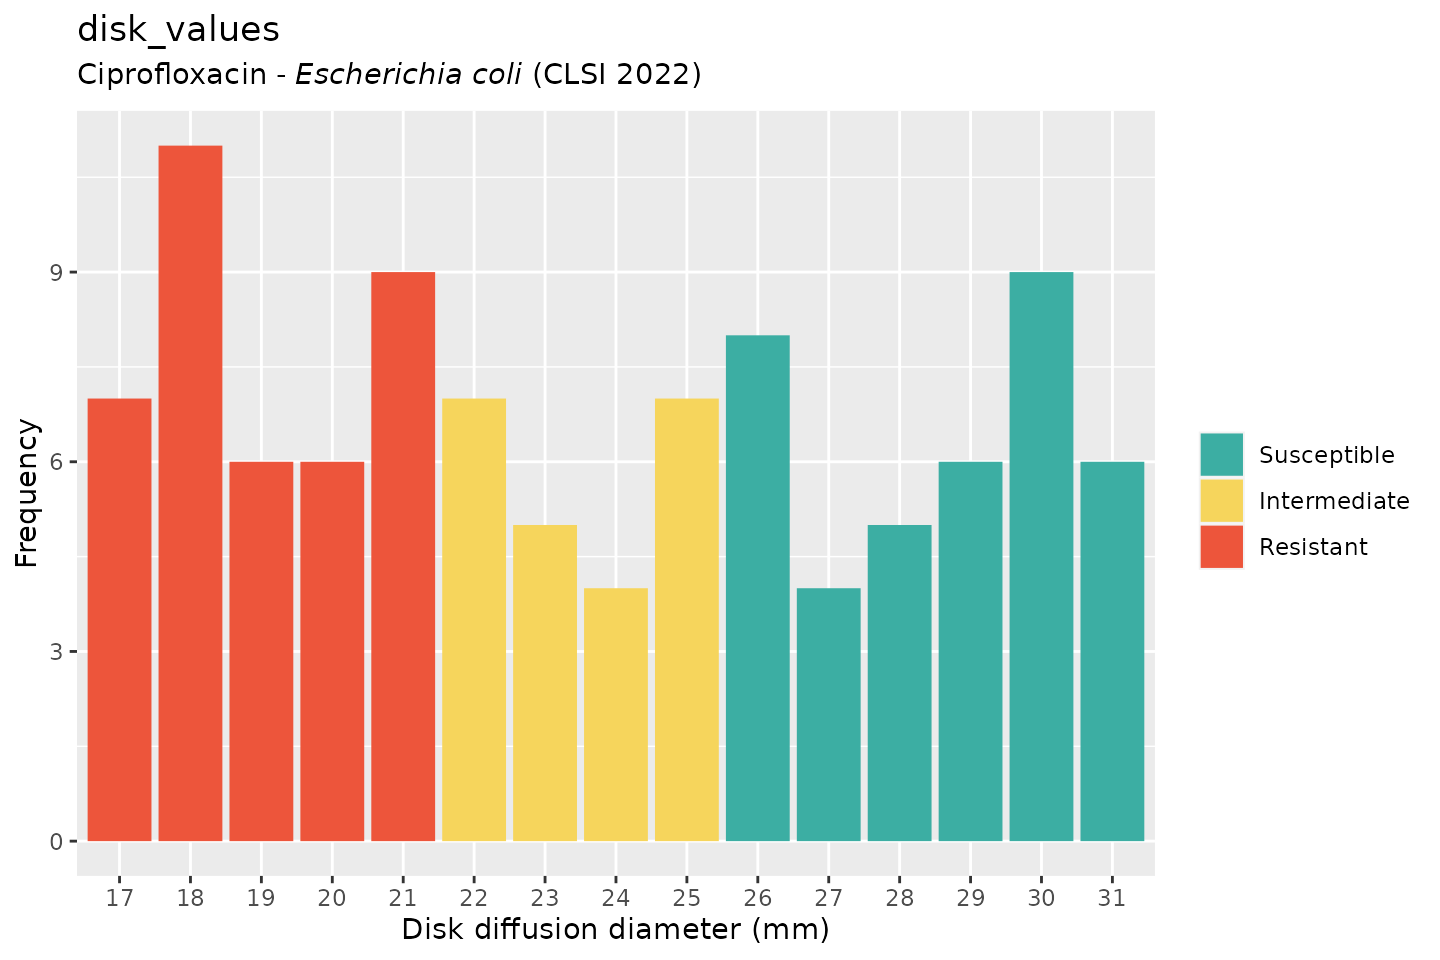 disk_values
Ciprofloxacin - Escherichia coli (CLSI 2022)
Frequency
9
6
3
0
17 18 19 20 21 22 23 24 25 26 27 28 29 30 31
Disk diffusion diameter (mm)
Susceptible
Intermediate
Resistant